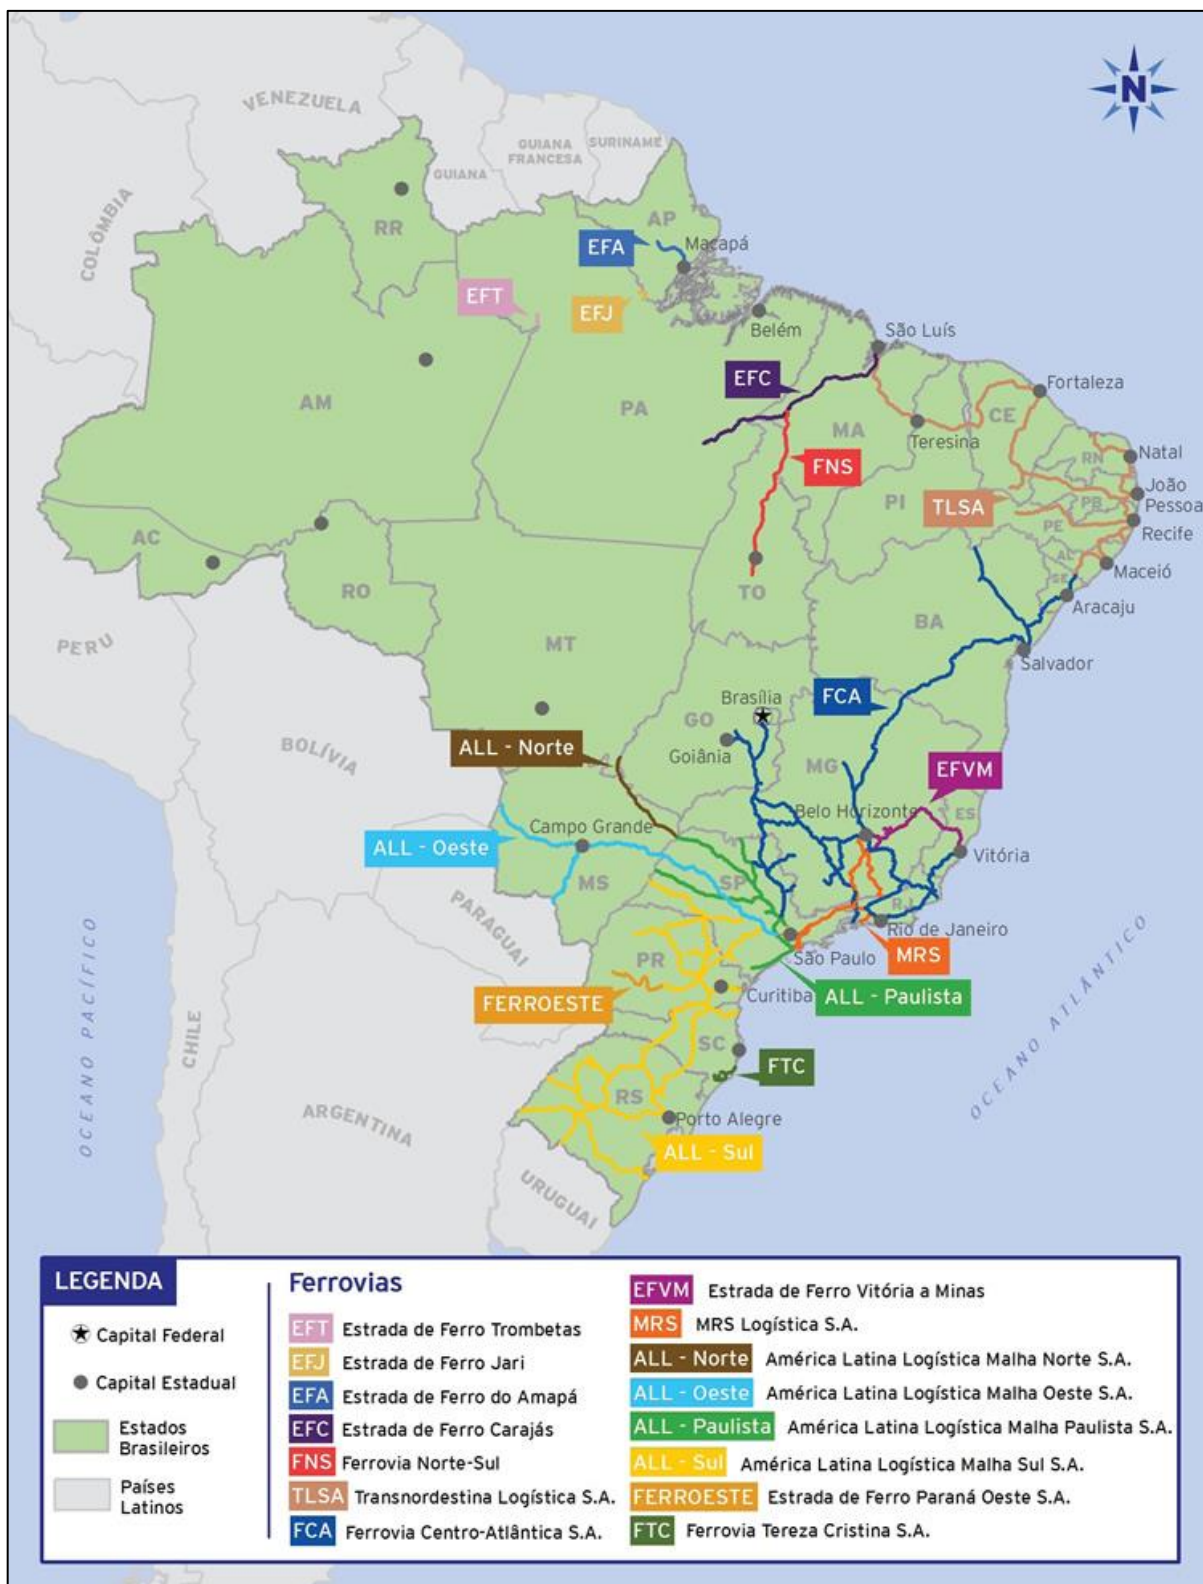 N
VENEZUELA
GUIANA
FRANCESA
SURINAME
GUIANA
COLÔMBIA
RR
AP
EFA
Macapá
EFT
EFJ
Belém
São Luís
EFC
Fortaleza
AM
PA
MA
CE
Teresina
RN
Natal
FNS
João
Pessoa
PI
TLSA
PB
PE
Recife
AC
AL
Maceió
RO
TO
SE
Aracaju
BA
PERU
MT
Salvador
Brasília
FCA
GO
ALL - Norte
Goiânia
BOLÍVIA
MG
EFVM
Belo Horizonte
ES
Campo Grande
ALL - Oeste
Vitória
MS
SP
RJ
PARAGUAI
Rio de Janeiro
PR
São Paulo
MRS
OCEANO PACÍFICO
OCEANO ATLÂNTICO
FERROESTE
Curitiba
ALL - Paulista
CHILE
SC
FTC
RS
ARGENTINA
Porto Alegre
ALL - Sul
URUGUAI
LEGENDA
Capital Federal
Capital Estadual
Estados
Brasileiros
Países
Latinos
Ferrovias
EFT Estrada de Ferro Trombetas
EFJ Estrada de Ferro Jari
EFA Estrada de Ferro do Amapá
EFC Estrada de Ferro Carajás
FNS Ferrovia Norte-Sul
TLSA Transnordestina Logística S.A.
FCA Ferrovia Centro-Atlântica S.A.
EFVM Estrada de Ferro Vitória a Minas
MRS MRS Logística S.A.
ALL - Norte América Latina Logística Malha Norte S.A.
ALL - Oeste América Latina Logística Malha Oeste S.A.
ALL - Paulista América Latina Logística Malha Paulista S.A.
ALL - Sul América Latina Logística Malha Sul S.A.
FERROESTE Estrada de Ferro Paraná Oeste S.A.
FTC Ferrovia Tereza Cristina S.A.